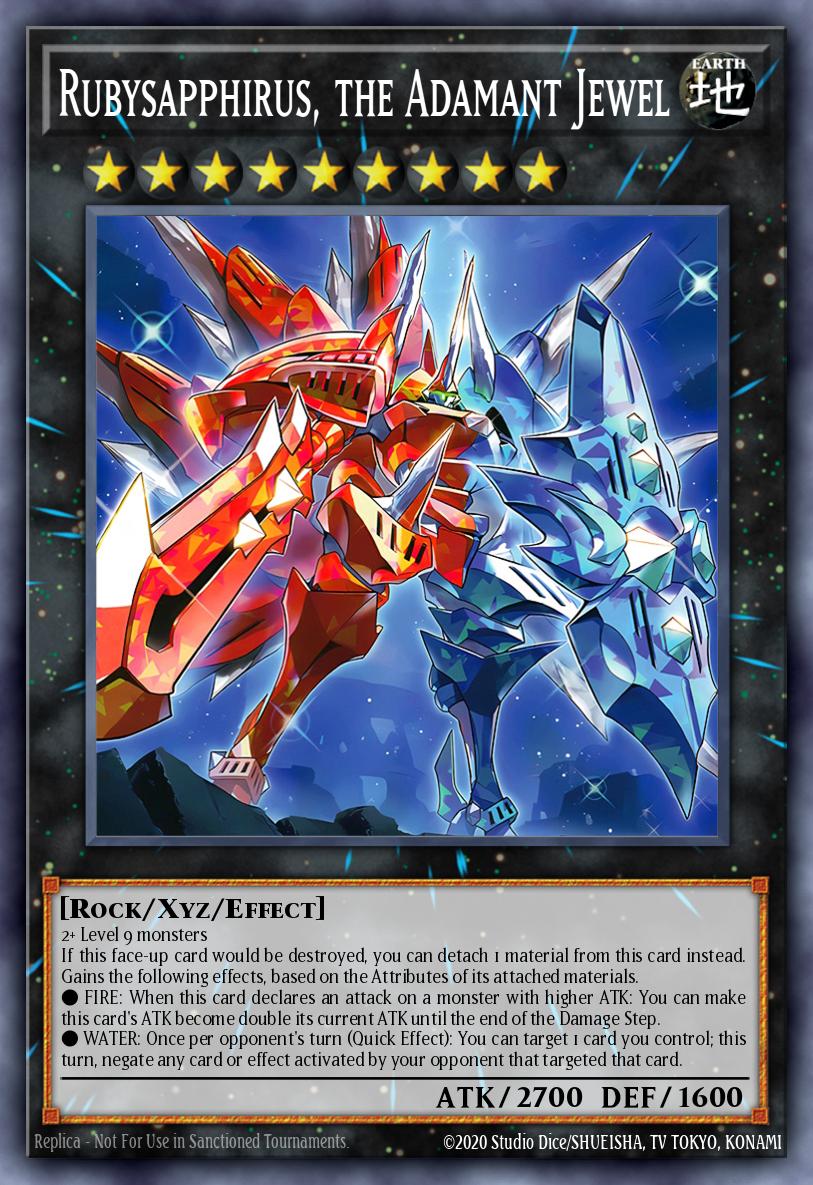 Rubysapphirus, the Adamant Jewel
EARTH
地
[Rock/Xyz/Effect]
2+ Level 9 monsters
If this face-up card would be destroyed, you can detach 1 material from this card instead.
Gains the following effects, based on the Attributes of its attached materials.
● FIRE: When this card declares an attack on a monster with higher ATK: You can make
this card's ATK become double its current ATK until the end of the Damage Step.
● WATER: Once per opponent's turn (Quick Effect): You can target 1 card you control; this
turn, negate any card or effect activated by your opponent that targeted that card.
ATK/2700 DEF/1600
Replica - Not For Use in Sanctioned Tournaments.
©2020 Studio Dice/SHUEISHA, TV TOKYO, KONAMI